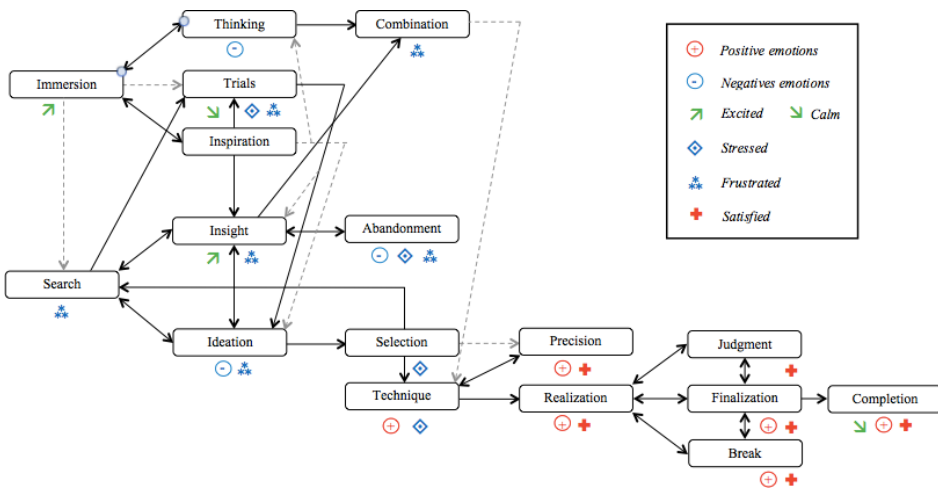 Thinking
Combination
Immersion
Trials
Inspiration
Insight
Abandonment
Search
Ideation
Selection
Precision
Judgment
Technique
Realization
Finalization
Completion
Break
Positive emotions
Negatives emotions
Excited
Calm
Stressed
Frustrated
Satisfied